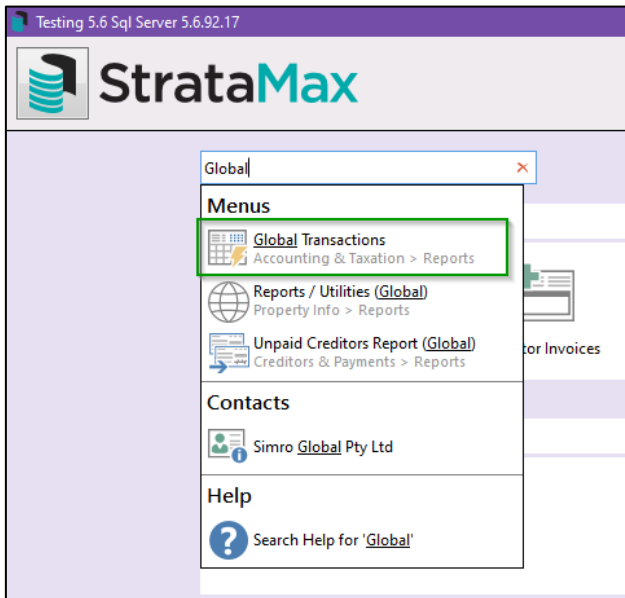 Testing 5.6 Sql Server 5.6.92.17
StrataMax
Global
Menus
Global Transactions
Accounting & Taxation > Reports
Reports / Utilities (Global)
Property Info > Reports
Unpaid Creditors Report (Global)
Creditors & Payments > Reports
tor Invoices
Contacts
Simro Global Pty Ltd
Help
Search Help for 'Global'